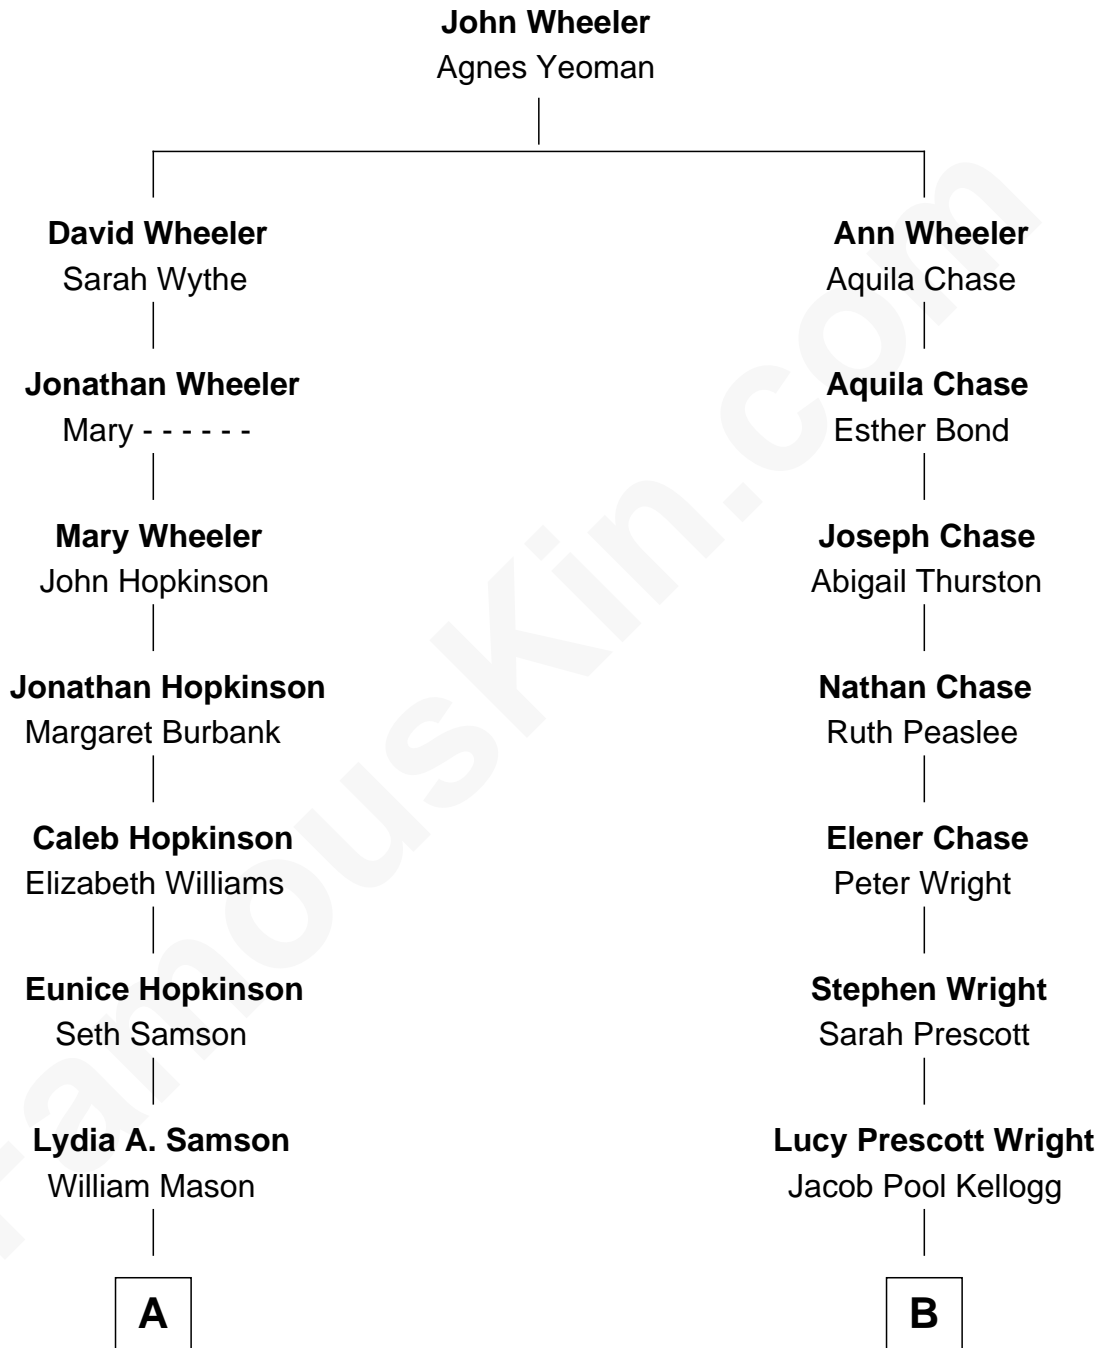 John Wheeler
Agnes Yeoman
David Wheeler
Sarah Wythe
Ann Wheeler
Aquila Chase
Jonathan Wheeler
Mary - - - - - -
Aquila Chase
Esther Bond
Mary Wheeler
John Hopkinson
Joseph Chase
Abigail Thurston
Jonathan Hopkinson
Margaret Burbank
Nathan Chase
Ruth Peaslee
Caleb Hopkinson
Elizabeth Williams
Elener Chase
Peter Wright
Eunice Hopkinson
Seth Samson
Stephen Wright
Sarah Prescott
Lydia A. Samson
William Mason
Lucy Prescott Wright
Jacob Pool Kellogg
A
B
FamousKin.com